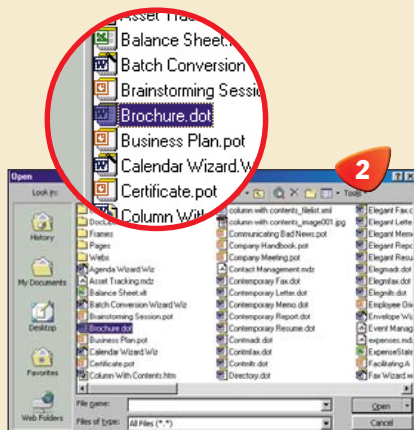 Asset Trac
Balance Sheet.
Batch Conversion
Brainstorming Sessio
Brochure.dot
Business Plan.pot
Calendar Wizard.W
Certificate.pot
Column With
2
Open
Look in:
Tools
History
My Documents
Desktop
Favorites
Web Folders
Frames
Pages
Webs
Agenda Wizard.Wiz
Asset Tracking.mdz
Balance Sheet.xlt
Batch Conversion Wizard.Wiz
Brainstorming Session.pot
Brochure.dot
Business Plan.pot
Calendar Wizard.Wiz
Certificate.pot
Column With Contents.htm
column with contents_filelist.xml
column with contents_image001.jpg
Communicating Bad News.pot
Company Handbook.pot
Company Meeting.pot
Contact Management.mdz
Contemporary Fax.dot
Contemporary Letter.dot
Contemporary Memo.dot
Contemporary Report.dot
Contemporary Resume.dot
Contmadr.dot
Contmfax.dot
Contmltr.dot
Directory.dot
Elegant Fax.d
Elegant Lette
Elegant Memo
Elegant Repo
Elegant Resu
Elegmadr.dot
Elegmfax.dot
Elegmltr.dot
Employee Orie
Envelope Wiz
Event Manag
expenses.mdz
ExpenseState
Facilitating A
Fax Wizard.w
File name:
Open
Files of type:
All Files (*.*)
Cancel